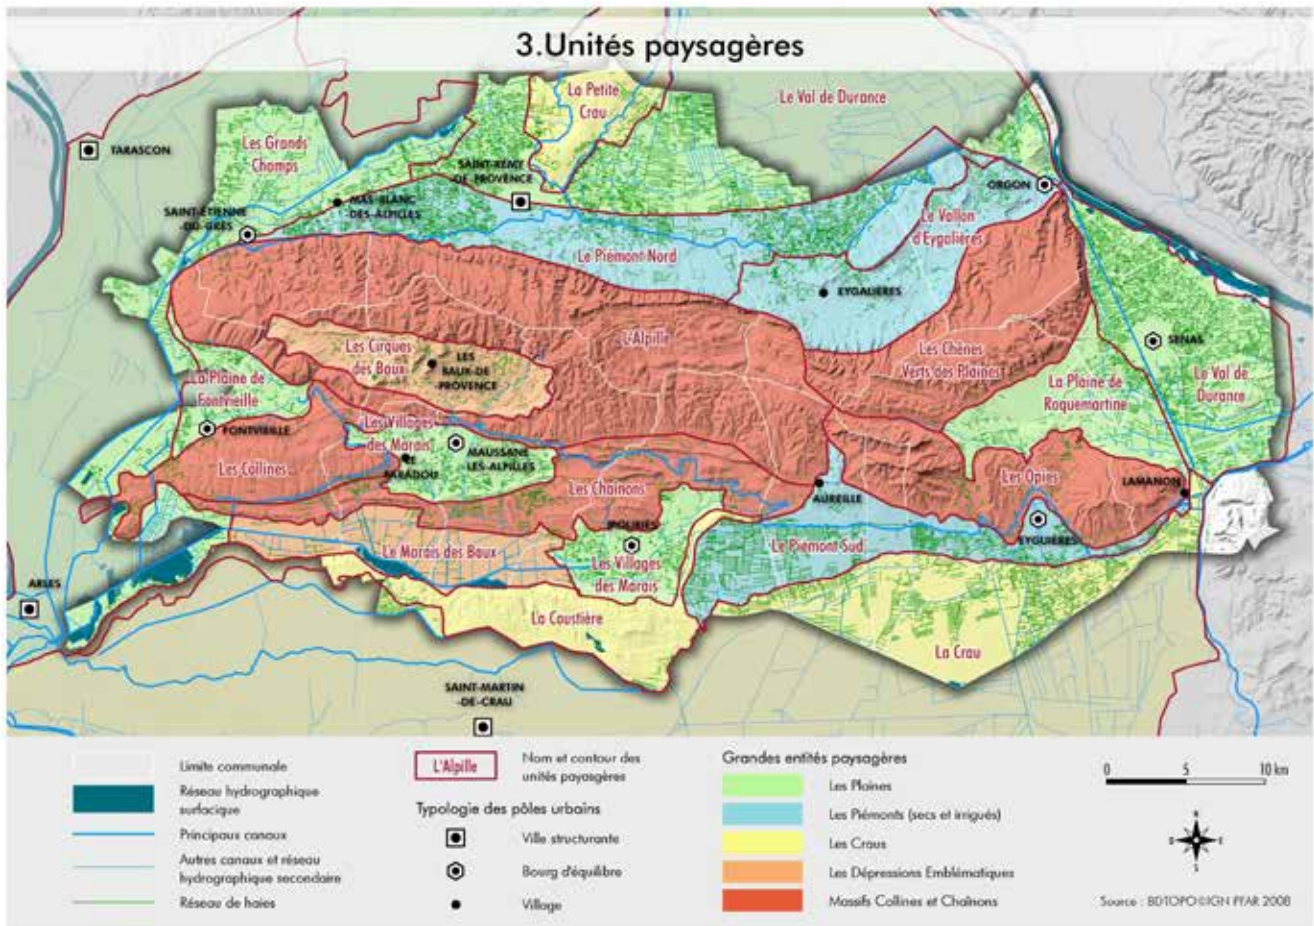 3.Unités paysagères
La Petite
Crau
Le Val de Durance
TARASCON
Les Grands
Champs
SAINT-RÉMY
-DE-PROVENCE
ORGON
MAS-BLANC
-DES-ALPILLES
SAINT-ÉTIENNE
-DU-GRÈS
Le Vallon
d'Eygalières
Le Piémont Nord
EYGALIÈRES
L'Alpille
SENAS
Les Cirques
des Baux
LES
BAUX-DE
-PROVENCE
Les Chênes
Verts des Plaines
La Plaine de
Fontvieille
La Plaine de
Roquemartine
Le Val de
Durance
FONTVIEILLE
Les Villages
des Marais
MAUSSANE
LES-ALPILLES
LE
PARADOU
Les Collines
Les Chainons
AUREILLE
Les Opies
LAMANON
MOURIÈS
EYGUIÈRES
Le Marais des Baux
Le Piémont Sud
Les Villages
des Marais
ARLES
La Coustière
La Crau
SAINT-MARTIN
-DE-CRAU
Limite communale
Réseau hydrographique
surfacique
Principaux canaux
Autres canaux et réseau
hydrographique secondaire
Réseau de haies
L'Alpille
Nom et contour des
unités payasgères
Typologie des pôles urbains
Ville structurante
Bourg d'équilibre
Village
Grandes entités paysagères
Les Plaines
Les Piémonts (secs et irrigués)
Les Craux
Les Dépressions Emblématiques
Massifs Collines et Chaînons
0 5 10 km
N
O E
S
Source : BDTOPO©IGN PFAR 2008